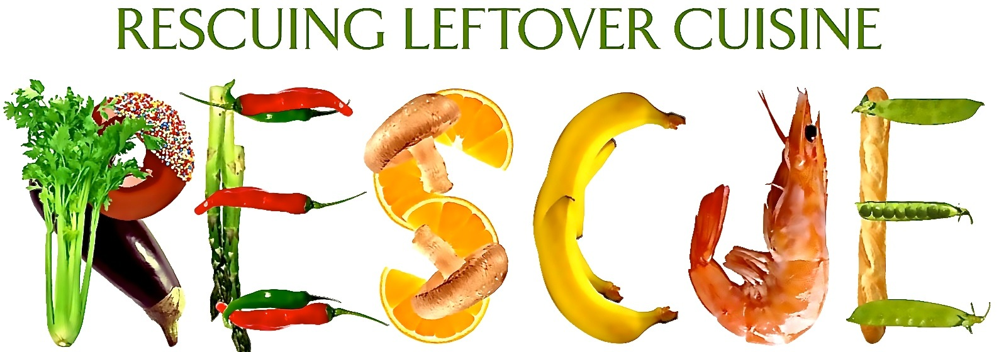 RESCUING LEFTOVER CUISINE
RESCUE